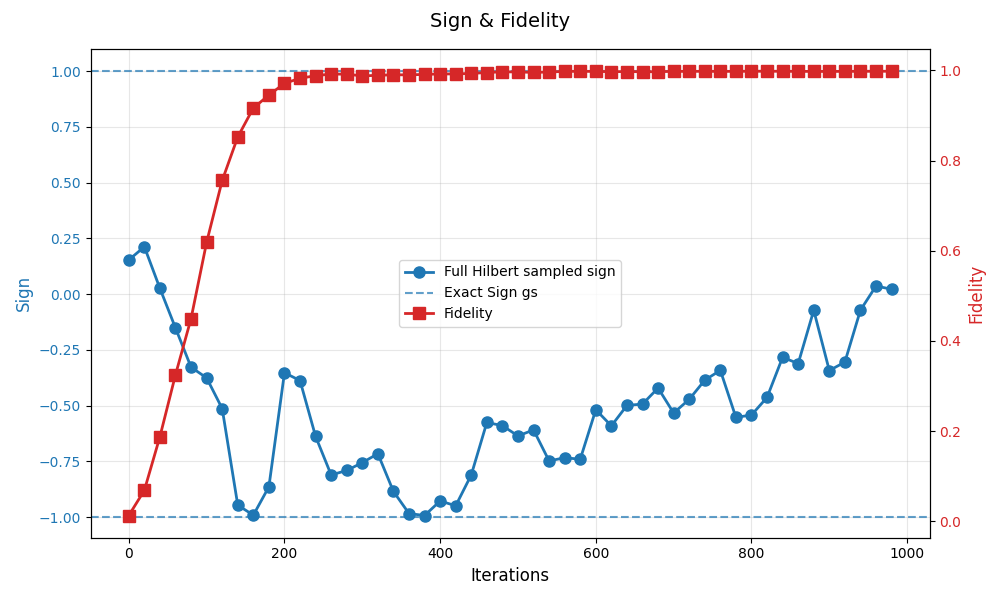 Sign & Fidelity
1.00
0.75
0.50
0.25
0.00
−0.25
−0.50
−0.75
−1.00
Sign
1.0
0.8
0.6
0.4
0.2
0.0
Fidelity
Full Hilbert sampled sign
Exact Sign gs
Fidelity
0 200 400 600 800 1000
Iterations